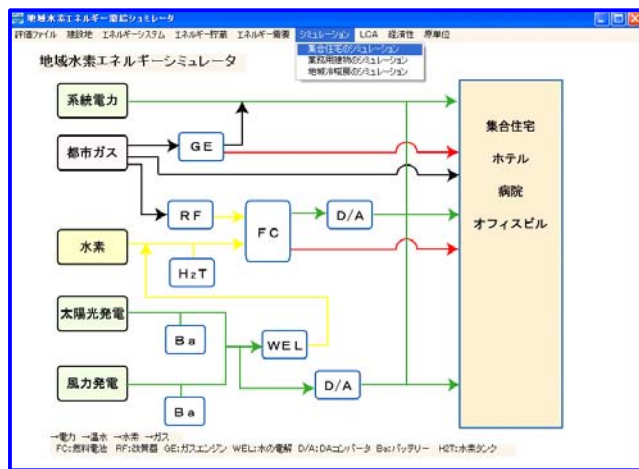 地域水素エネルギー需給シュミレータ
評価ファイル 建設地 エネルギーシステム エネルギー貯蔵 エネルギー需要 シミュレーション LCA 経済性 原単位
集合住宅のシミュレーション
業務用建物のシミュレーション
地域冷暖房のシミュレーション
地域水素エネルギーシミュレータ
系統電力
都市ガス
GE
集合住宅
ホテル
病院
オフィスビル
RF
FC
D/A
水素
H2T
太陽光発電
Ba
WEL
風力発電
Ba
D/A
→電力 →温水 →水素 →ガス
FC:燃料電池 RF:改質器 GE:ガスエンジン WEL:水の電解 D/A:DAコンバータ Ba:バッテリー H2T:水素タンク